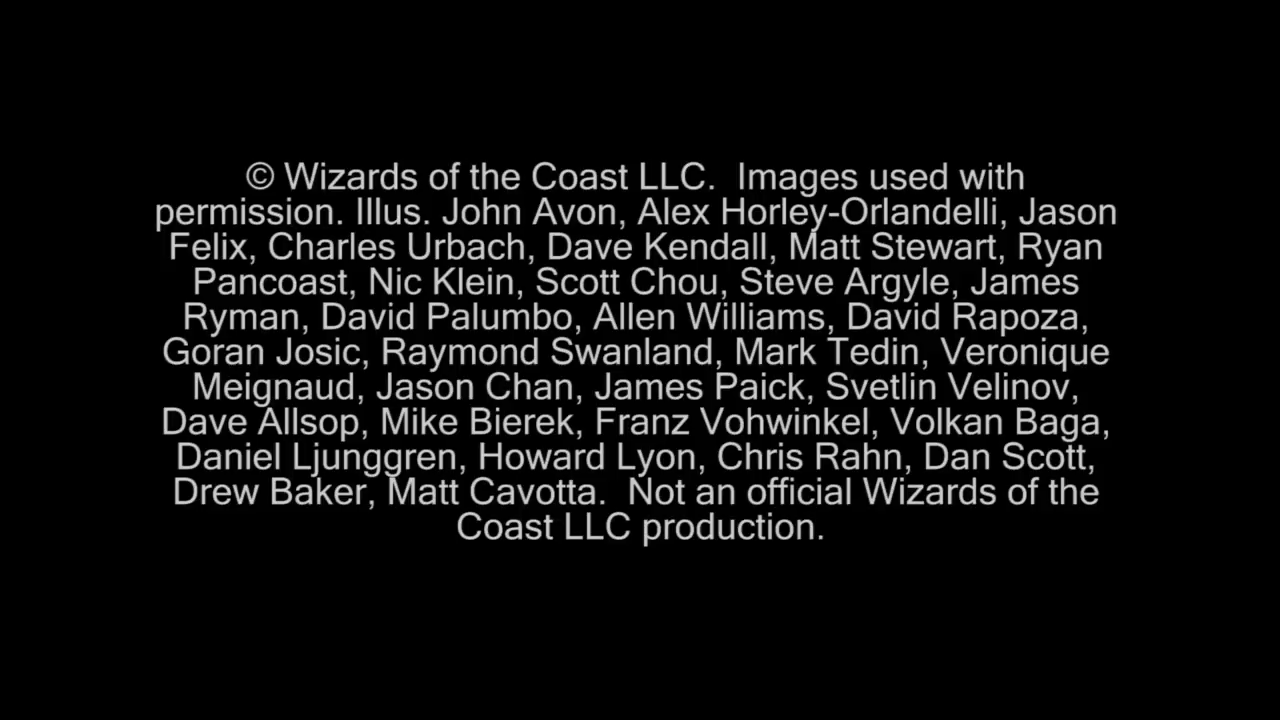 © Wizards of the Coast LLC.  Images used with
permission. Illus. John Avon, Alex Horley-Orlandelli, Jason
Felix, Charles Urbach, Dave Kendall, Matt Stewart, Ryan
Pancoast, Nic Klein, Scott Chou, Steve Argyle, James
Ryman, David Palumbo, Allen Williams, David Rapoza,
Goran Josic, Raymond Swanland, Mark Tedin, Veronique
Meignaud, Jason Chan, James Paick, Svetlin Velinov,
Dave Allsop, Mike Bierek, Franz Vohwinkel, Volkan Baga,
Daniel Ljunggren, Howard Lyon, Chris Rahn, Dan Scott,
Drew Baker, Matt Cavotta.  Not an official Wizards of the
Coast LLC production.